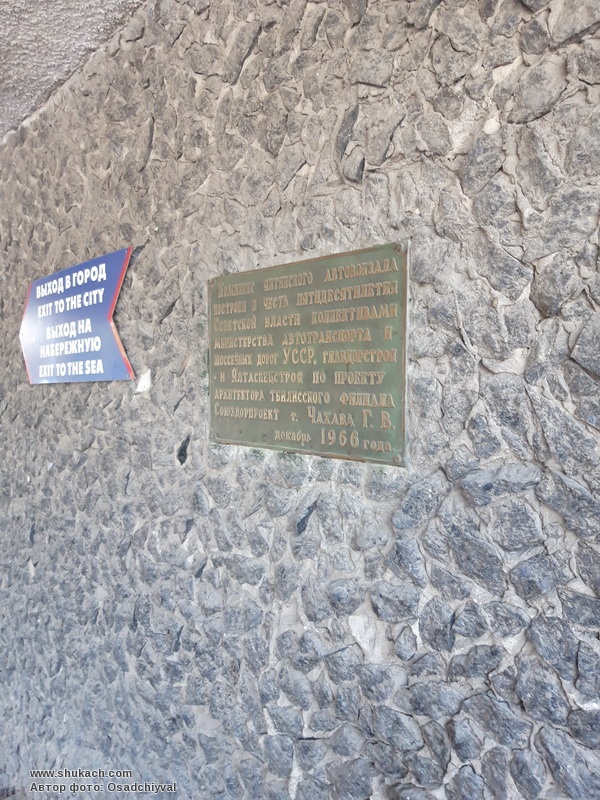 ВЫХОД В ГОРОД
EXIT TO THE CITY
ВЫХОД НА
НАБЕРЕЖНУЮ
EXIT TO THE SEA
Комплекс ялтинского автовокзала
построен в честь пятидесятилетия
Советской власти коллективами
министерства автотранспорта и
шоссейных дорог УССР, главдорстроя
и Ялтаспецстроя по проекту
архитектора тбилисского филиала
Союздорпроект т. Чахава Г. В.
декабрь 1966 года
www.shukach.com
Автор фото: Osadchiyval